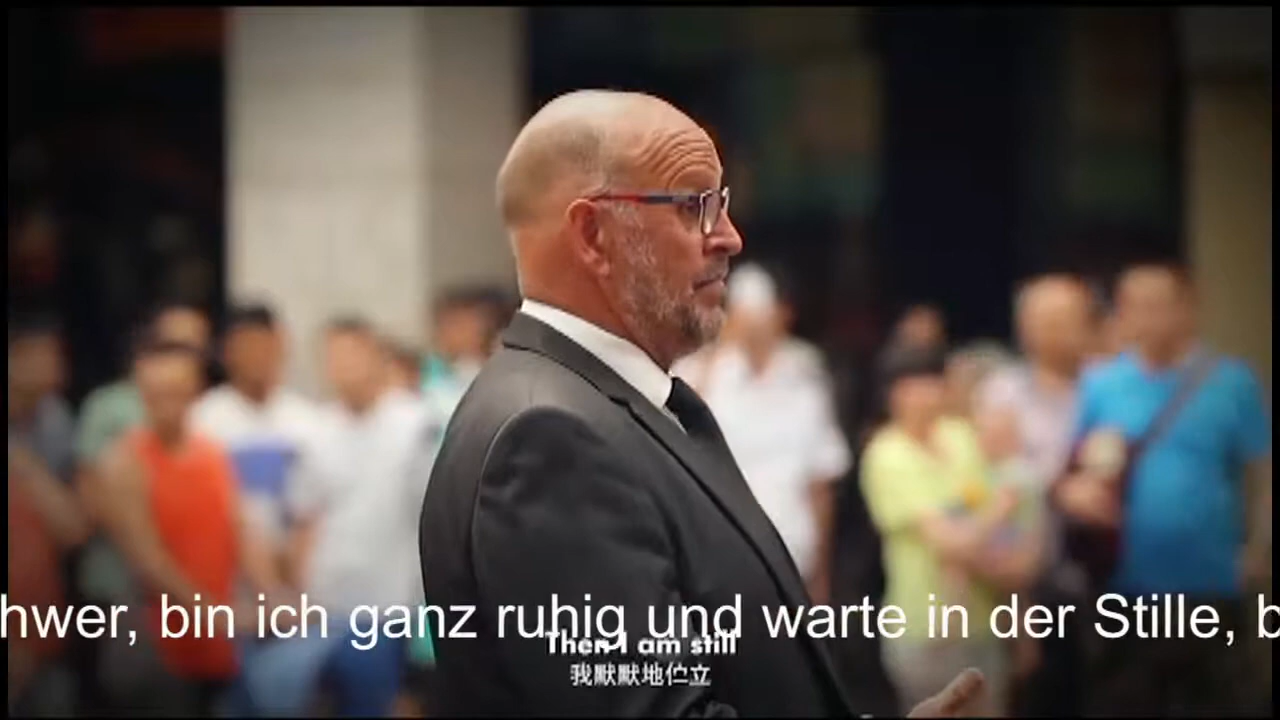 hwer, bin ich ganz ruhig und warte in der Stille, b
Then I am still
我默默地伫立